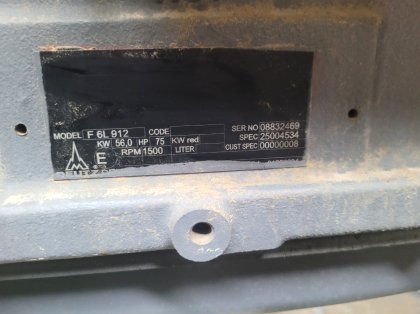 MODEL F 6L 912 CODE SER NO 08832469
KW 56,0 HP 75 KW red SPEC 25004534
E RPM 1500 LITER CUST SPEC 00000008
DEUTZ